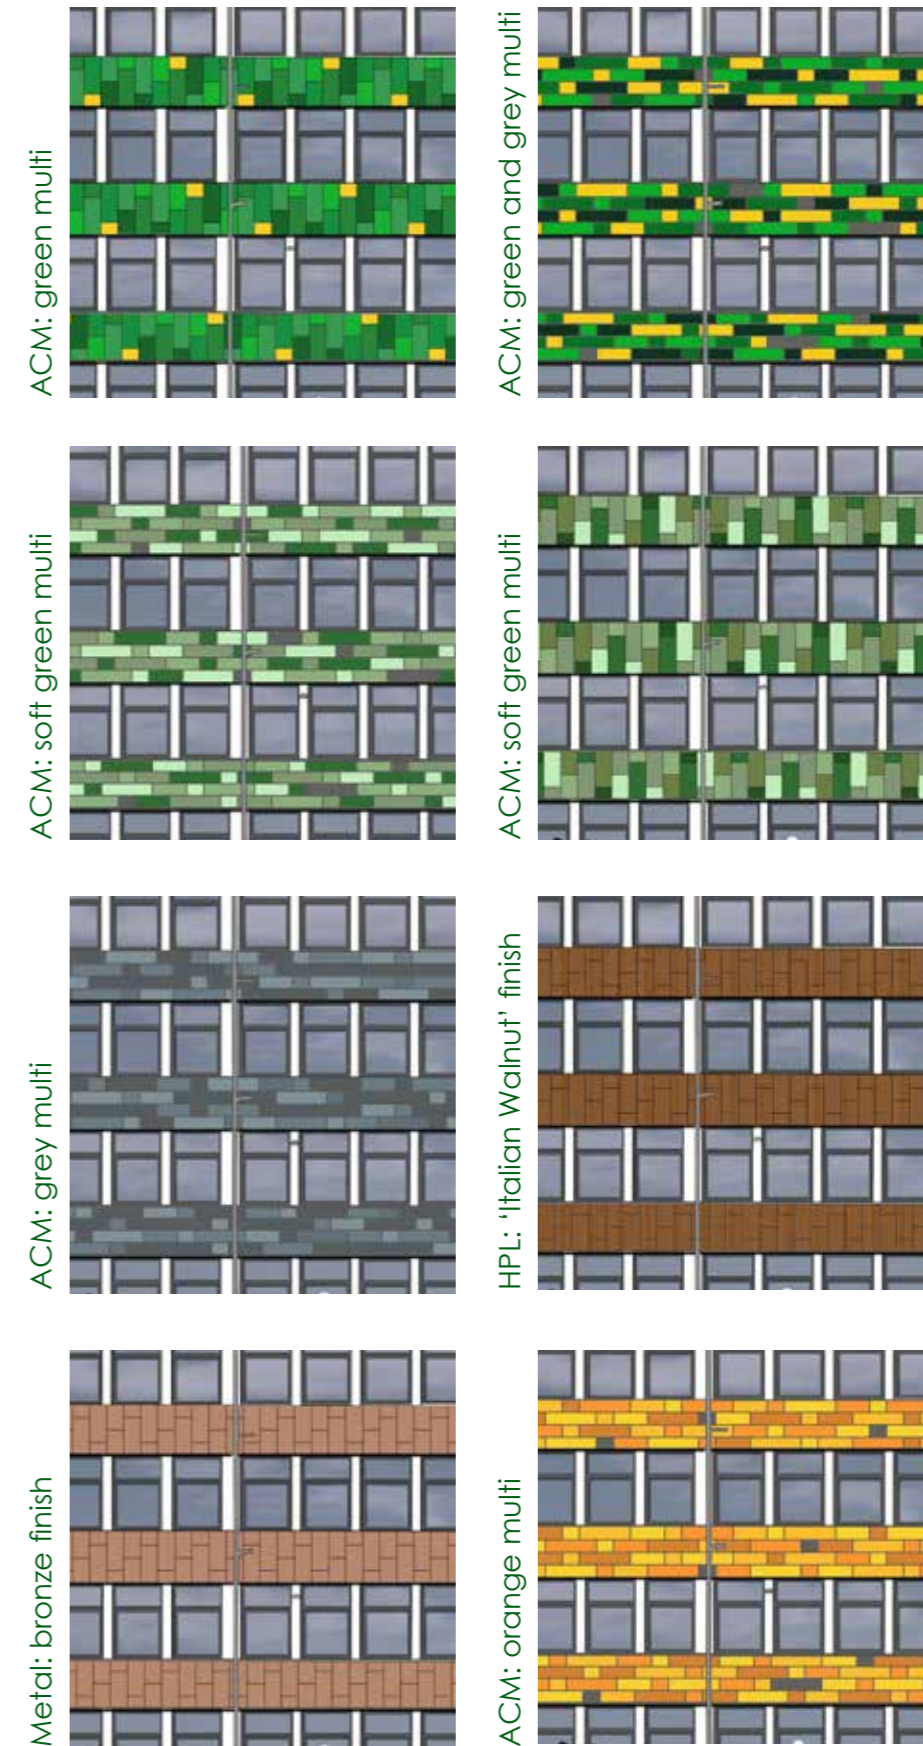 Metal: bronze finish
ACM: grey multi
ACM: soft green multi
ACM: green multi
ACM: orange multi
HPL: ‘Italian Walnut’ finish
ACM: soft green multi
ACM: green and grey multi